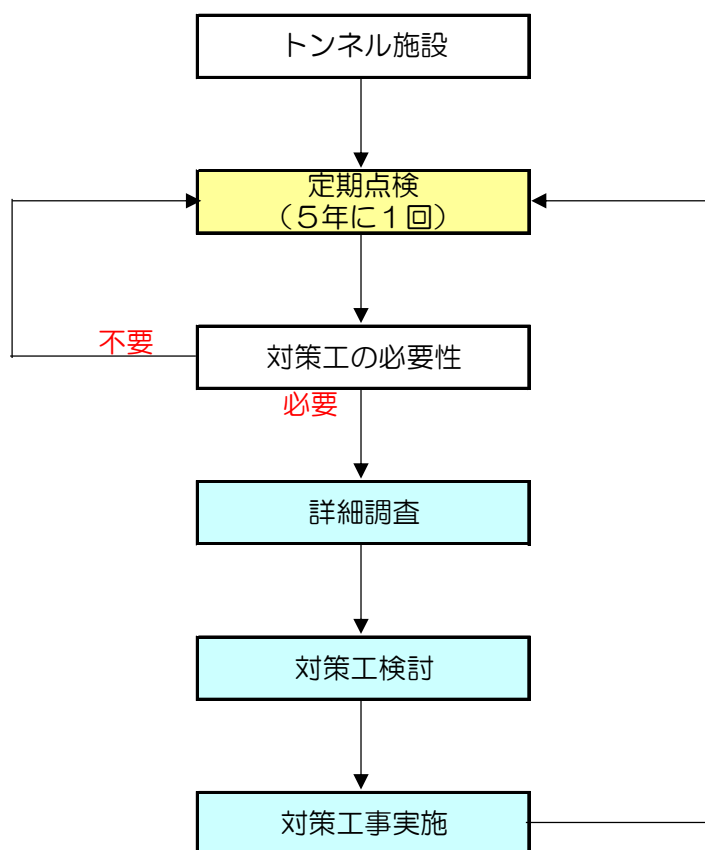 トンネル施設
定期点検
（５年に１回）
不要
対策工の必要性
必要
詳細調査
対策工検討
対策工事実施